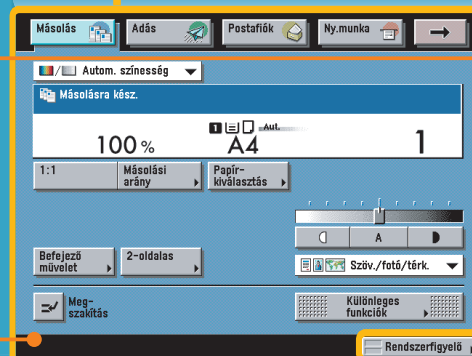 Másolás Adás Postafiók Ny.munka
Autom. színesség
Másolásra kész.
100 % A4 1
1 Aut.
1:1 Másolási arány Papír-kiválasztás
A
Befejező művelet 2-oldalas
Szöv./fotó/térk.
Meg-szakítás Különleges funkciók
Rendszerfigyelő